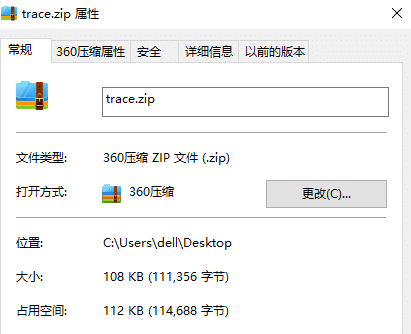 trace.zip 属性
常规 360压缩属性 安全 详细信息 以前的版本
trace.zip
文件类型: 360压缩 ZIP 文件 (.zip)
打开方式: 360压缩 更改(C)...
位置: C:\Users\dell\Desktop
大小: 108 KB (111,356 字节)
占用空间: 112 KB (114,688 字节)